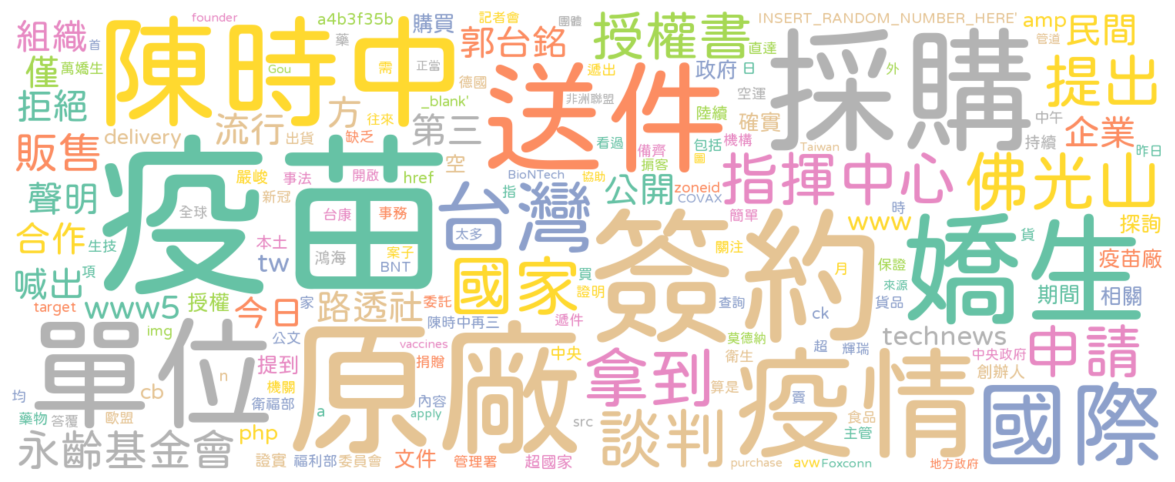 founder
a4b3f35b
購買
記者會
團體
INSERT_RANDOM_NUMBER_HERE'
amp
民間
管道
組織
首
陳時中
藥
需
正當
郭台銘
授權書
直達
採購
提出
僅
萬嬌生
Gou
德國
遞出
政府
日
外
拒絕
_blank'
往來
送件
非洲聯盟
陸續
空運
確實
中午
企業
delivery
流行
出貨
方
缺乏
第三
看過
備齊
包括
機構
持續
昨日
販售
疫苗
嚴峻
事法
開啟
href
空
BioNTech
掮客
協助
圖
Taiwan
聲明
全球
新冠
指
公開
zoneid
COVAX
指揮中心
佛光山
台康
事務
台灣
太多
簡單
www
時
合作
生技
本土
鴻海
案子
BNT
簽約
關注
嬌生
貨
探詢
喊出
項
tw
國家
買
證明
月
保證
來源
疫苗廠
target
www5
授權
今日
家
路透社
委託
查詢
貨品
期間
相關
img
公文
陳時中再三
遞件
ck
technews
單位
提到
原廠
vaccines
中央
莫德納
超
輝瑞
申請
均
cb
n
機關
捐贈
拿到
衛生
疫情
中央政府
創辦人
國際
藥物
答覆
歐盟
衛福部
a
內容
apply
算是
賣
食品
永齡基金會
php
src
談判
主管
證實
福利部
委員會
文件
管理署
超國家
purchase
avw
Foxconn
地方政府